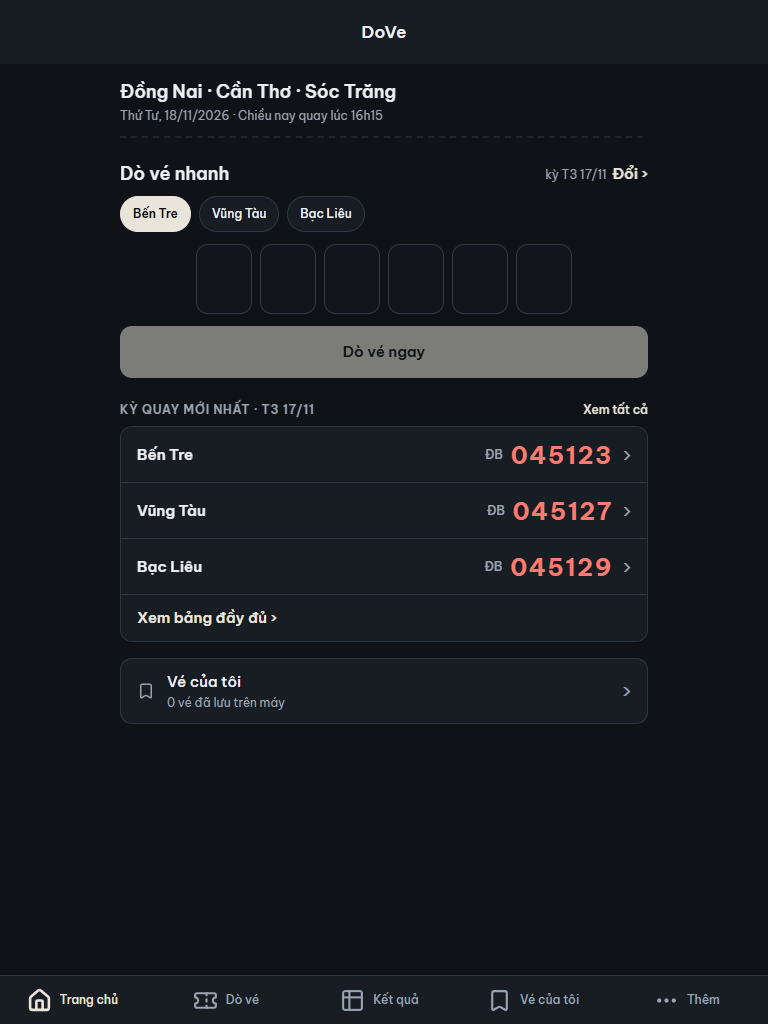 DoVe
Đồng Nai · Cần Thơ · Sóc Trăng
Thứ Tư, 18/11/2026 · Chiều nay quay lúc 16h15
Dò vé nhanh
kỳ T3 17/11 Đổi ›
Bến Tre
Vũng Tàu
Bạc Liêu
Dò vé ngay
KỲ QUAY MỚI NHẤT · T3 17/11
Xem tất cả
Bến Tre ĐB 045123 ›
Vũng Tàu ĐB 045127 ›
Bạc Liêu ĐB 045129 ›
Xem bảng đầy đủ ›
Vé của tôi
0 vé đã lưu trên máy
Trang chủ
Dò vé
Kết quả
Vé của tôi
Thêm